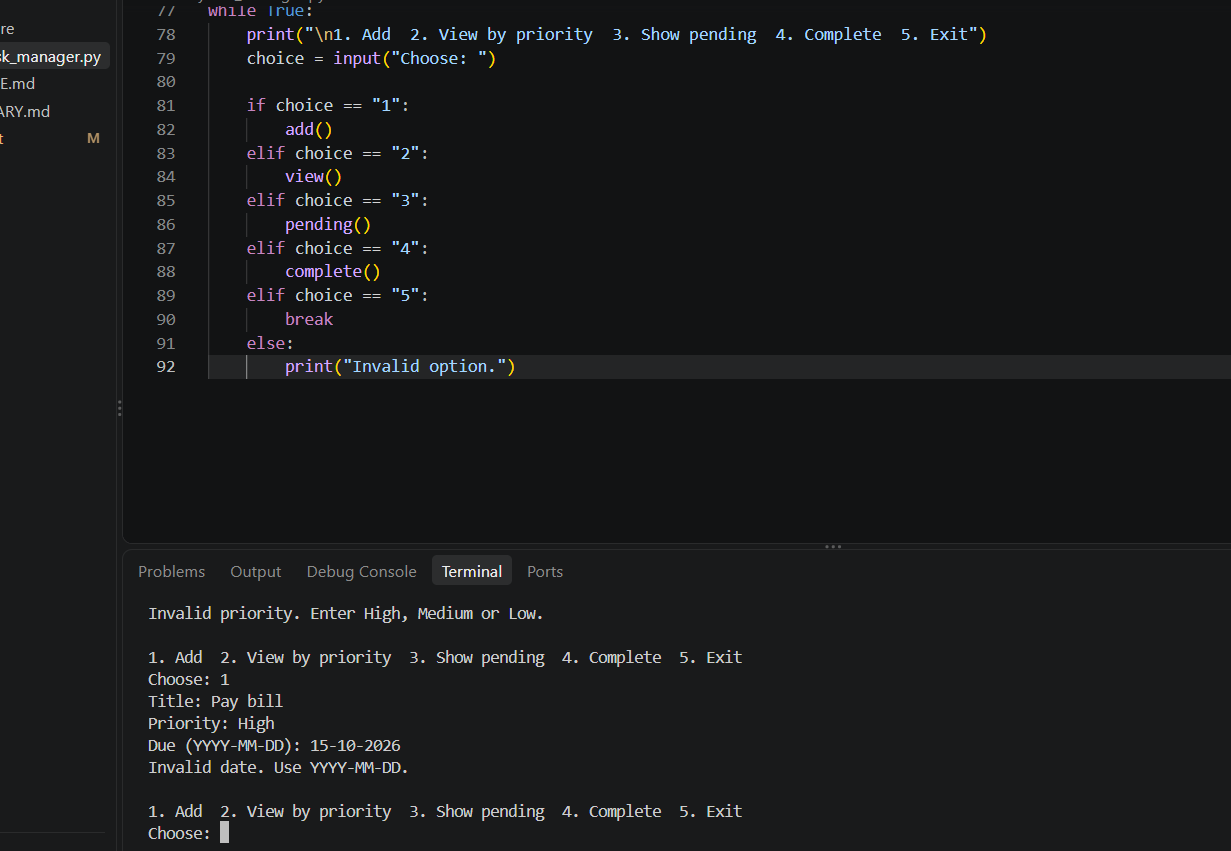 re
sk_manager.py
E.md
ARY.md
t M
77 while True:
78 print("\n1. Add  2. View by priority  3. Show pending  4. Complete  5. Exit")
79 choice = input("Choose: ")
80
81 if choice == "1":
82 add()
83 elif choice == "2":
84 view()
85 elif choice == "3":
86 pending()
87 elif choice == "4":
88 complete()
89 elif choice == "5":
90 break
91 else:
92 print("Invalid option.")
Problems Output Debug Console Terminal Ports
Invalid priority. Enter High, Medium or Low.
1. Add  2. View by priority  3. Show pending  4. Complete  5. Exit
Choose: 1
Title: Pay bill
Priority: High
Due (YYYY-MM-DD): 15-10-2026
Invalid date. Use YYYY-MM-DD.
1. Add  2. View by priority  3. Show pending  4. Complete  5. Exit
Choose: